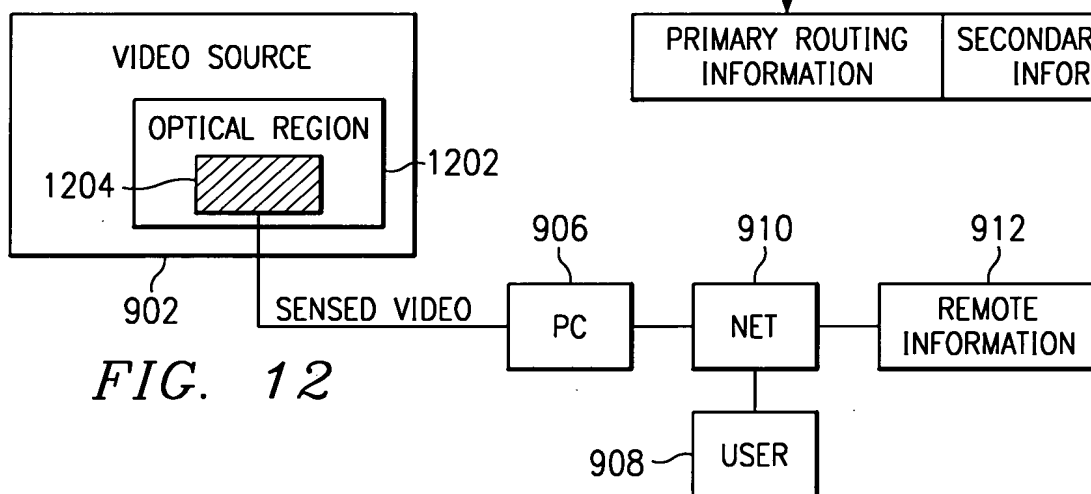 VIDEO SOURCE
OPTICAL REGION
1204
1202
902
SENSED VIDEO
FIG. 12
PRIMARY ROUTING
INFORMATION
906
PC
910
NET
912
REMOTE
INFORMATION
908
USER